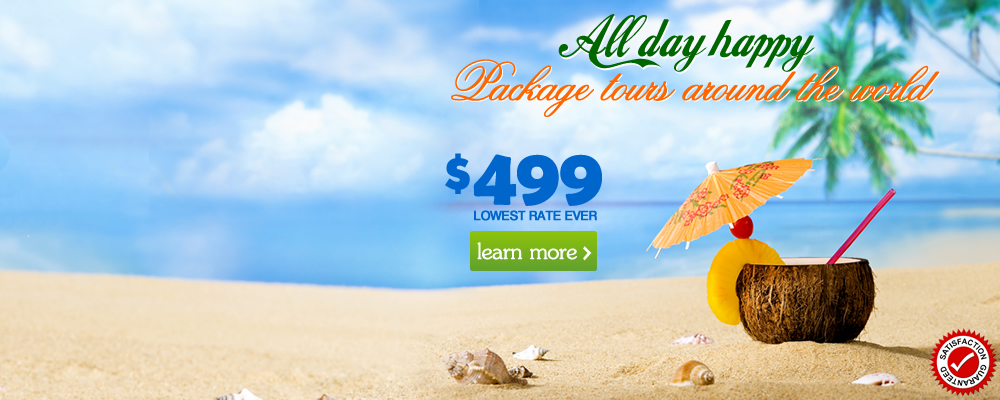 All day happy
Package tours around the world
$499
LOWEST RATE EVER
learn more >
SATISFACTION
GUARANTEED